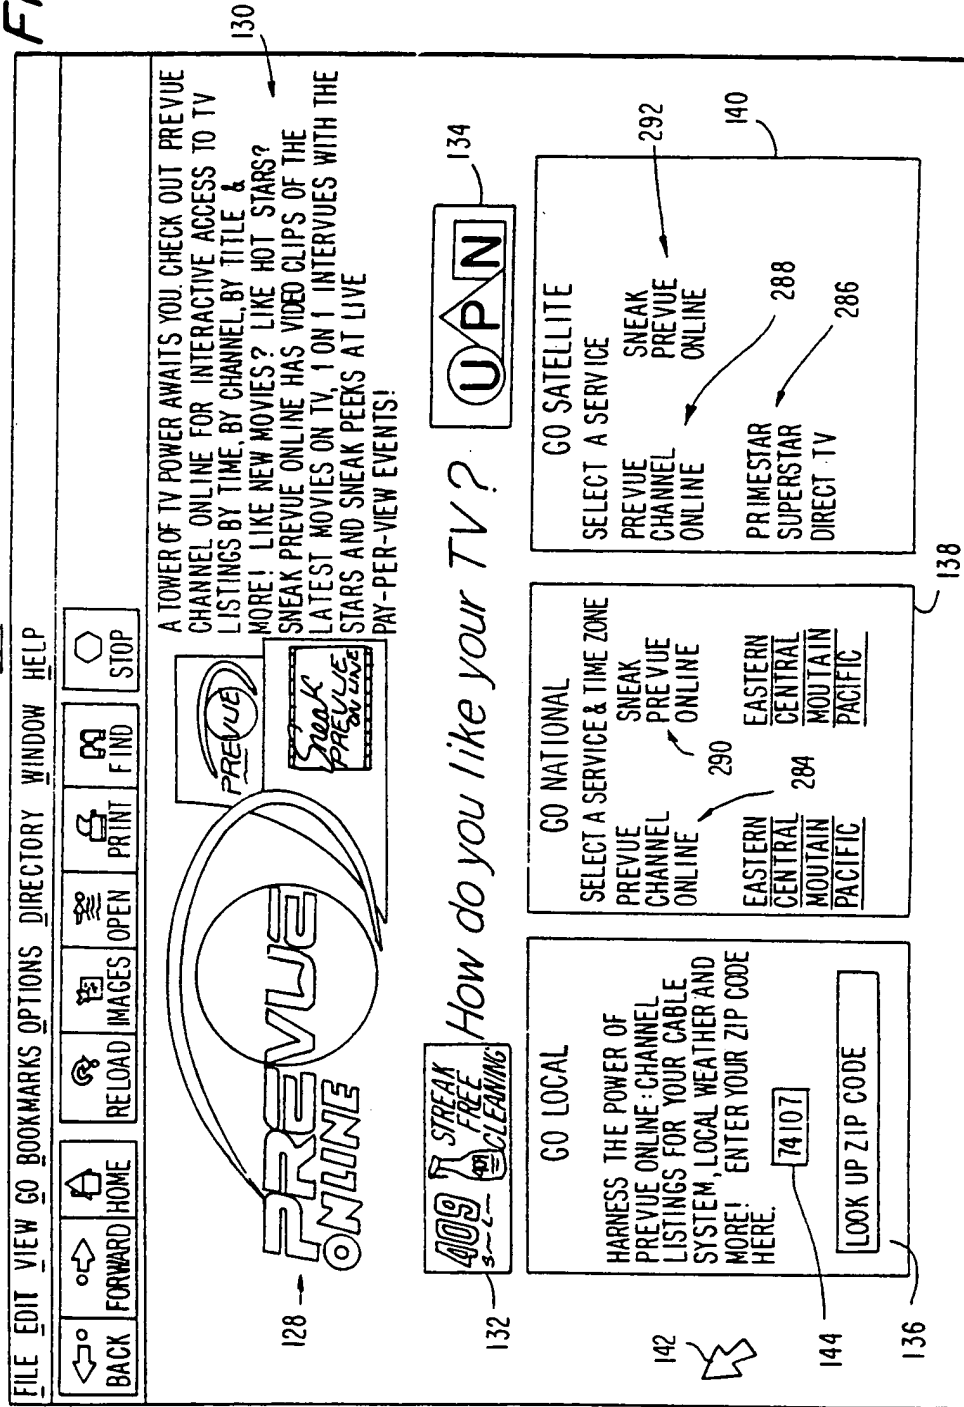 FILE EDIT VIEW GO BOOKMARKS OPTIONS DIRECTORY WINDOW HELP
BACK FORWARD HOME RELOAD IMAGES OPEN PRINT FIND STOP
PREVUE
ONLINE
PREVUE
Sneak
PREVUE
ON LINE
A TOWER OF TV POWER AWAITS YOU. CHECK OUT PREVUE
CHANNEL ONLINE FOR INTERACTIVE ACCESS TO TV
LISTINGS BY TIME, BY CHANNEL, BY TITLE &
MORE! LIKE NEW MOVIES? LIKE HOT STARS?
SNEAK PREVUE ONLINE HAS VIDEO CLIPS OF THE
LATEST MOVIES ON TV, 1 ON 1 INTERVUES WITH THE
STARS AND SNEAK PEEKS AT LIVE
PAY-PER-VIEW EVENTS!
128
130
409
409
STREAK
FREE
CLEANING
132
How do you like your TV?
UPN
134
GO LOCAL
HARNESS THE POWER OF
PREVUE ONLINE: CHANNEL
LISTINGS FOR YOUR CABLE
SYSTEM, LOCAL WEATHER AND
MORE! ENTER YOUR ZIP CODE
HERE.
74107
LOOK UP ZIP CODE
142
144
136
GO NATIONAL
SELECT A SERVICE & TIME ZONE
PREVUE
CHANNEL
ONLINE
SNEAK
PREVUE
ONLINE
290
284
EASTERN
CENTRAL
MOUTAIN
PACIFIC
EASTERN
CENTRAL
MOUTAIN
PACIFIC
138
GO SATELLITE
SELECT A SERVICE
PREVUE
CHANNEL
ONLINE
SNEAK
PREVUE
ONLINE
292
288
PRIMESTAR
SUPERSTAR
DIRECT TV
286
140